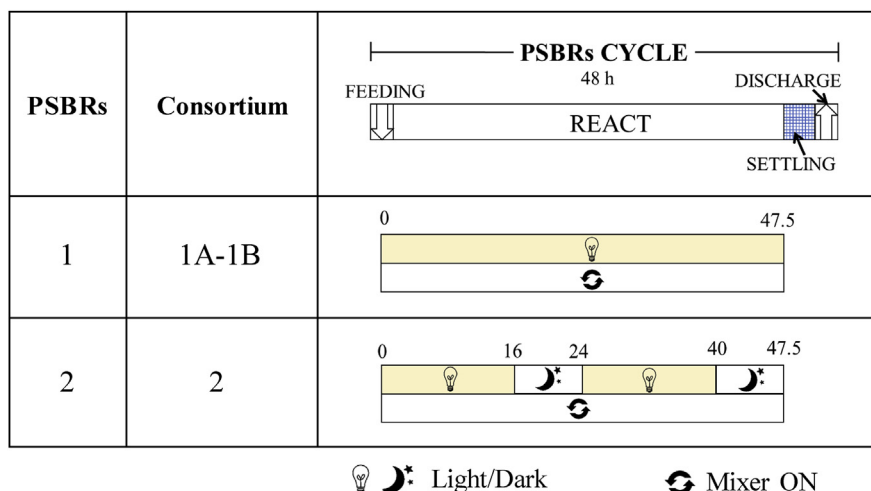 PSBRs
Consortium
PSBRs CYCLE
48 h
FEEDING
DISCHARGE
REACT
SETTLING
1
1A-1B
0 47.5
2
2
0 16 24 40 47.5
Light/Dark
Mixer ON